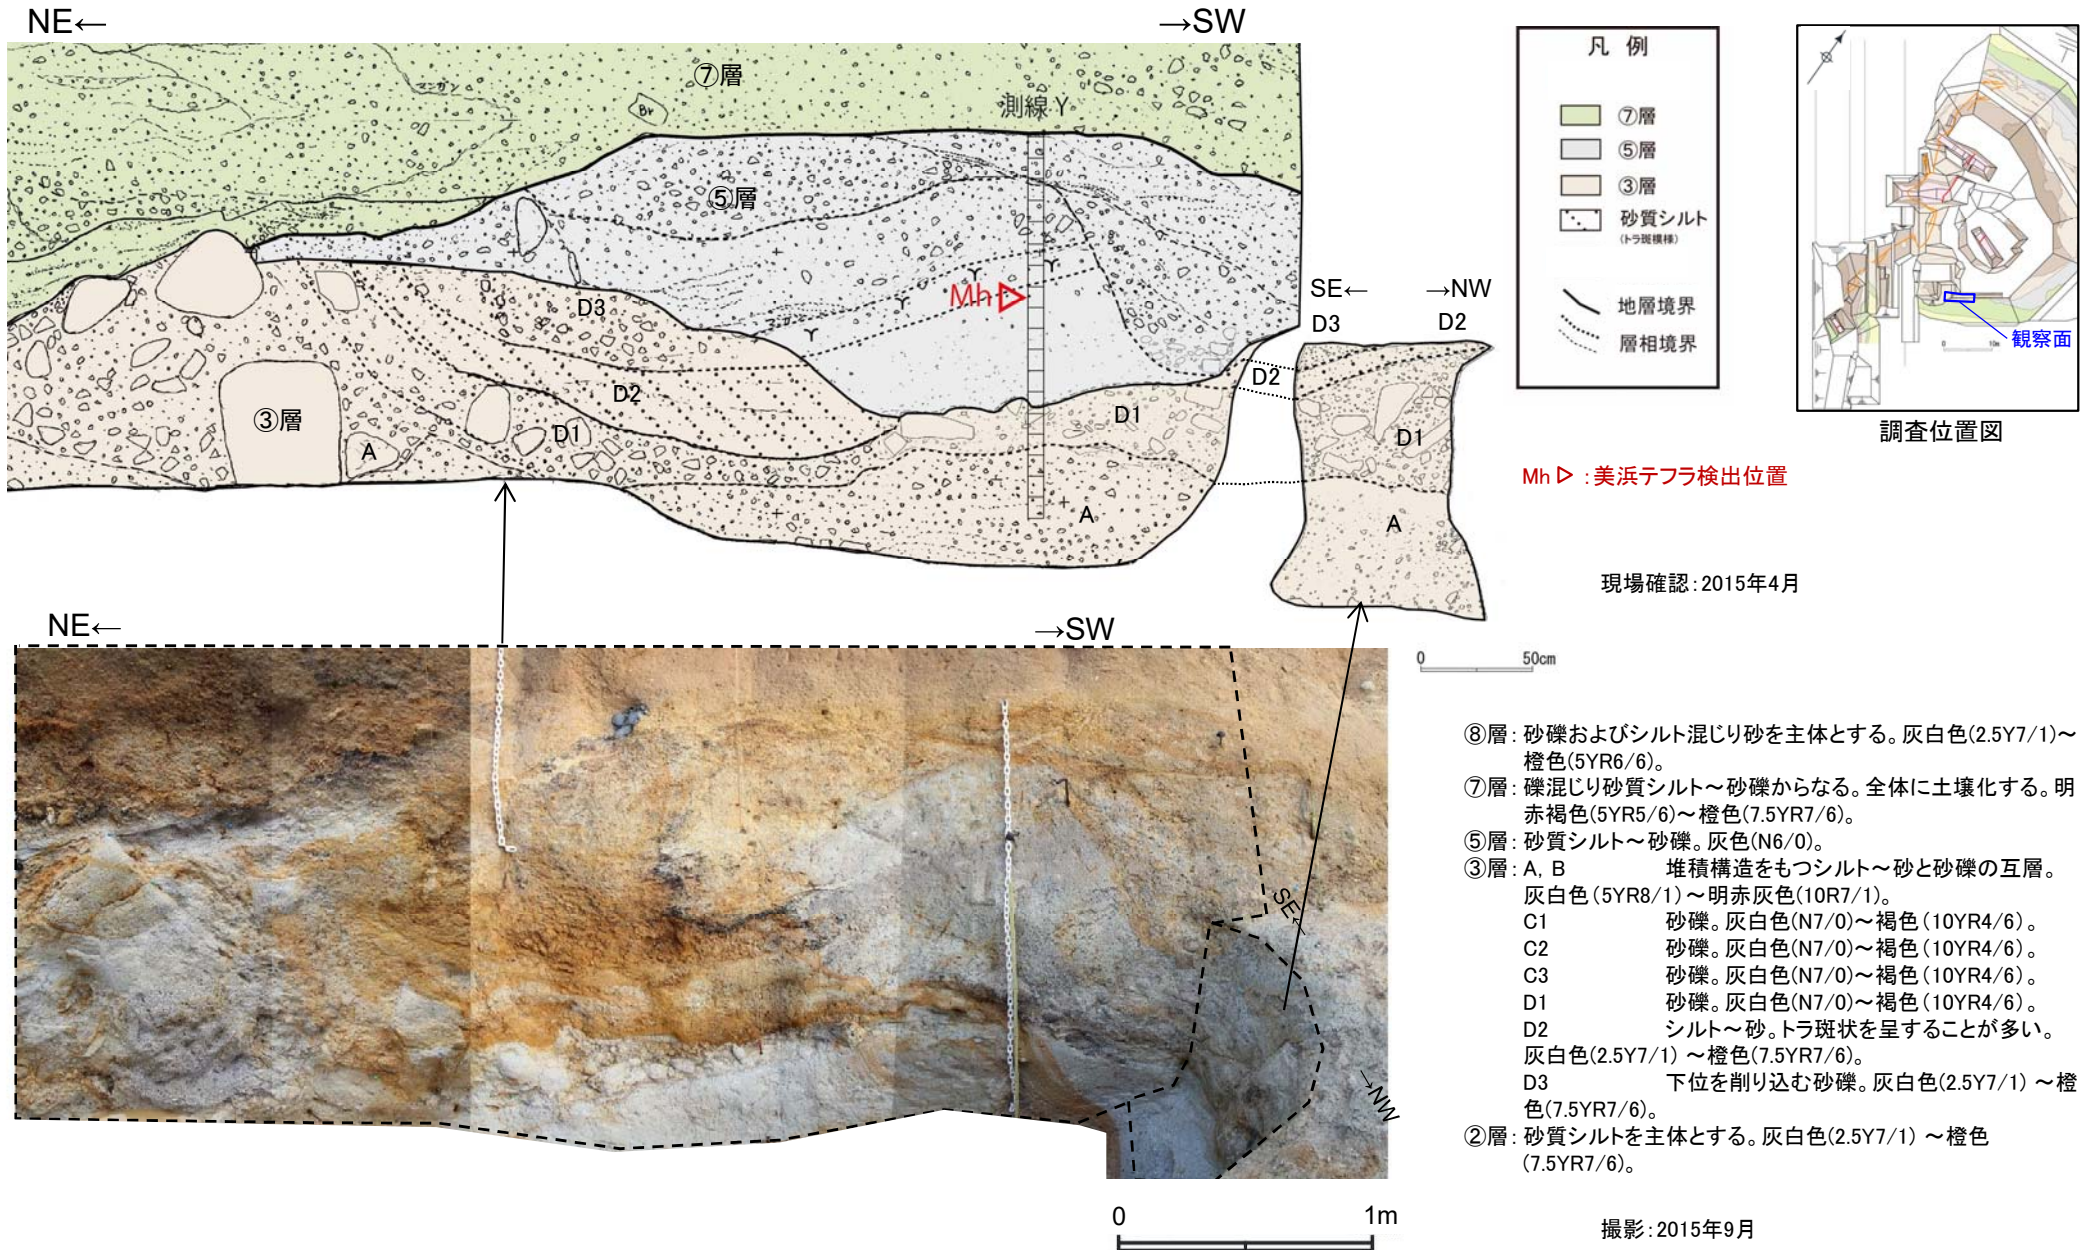 NE← →SW
⑦層
マンガン
Br
測線Y
⑤層
Mh
D3
D2
D1
③層
A
D1
A
D2
SE← →NW
D3 D2
D1
A
凡 例
⑦層
⑤層
③層
砂質シルト
(トラ斑模様)
地層境界
層相境界
0 10m
観察面
調査位置図
Mh ▷ :美浜テフラ検出位置
現場確認:2015年4月
NE← →SW
SE←
→NW
0 50cm
⑧層: 砂礫およびシルト混じり砂を主体とする。灰白色(2.5Y7/1)~
橙色(5YR6/6)。
⑦層: 礫混じり砂質シルト~砂礫からなる。全体に土壌化する。明
赤褐色(5YR5/6)~橙色(7.5YR7/6)。
⑤層: 砂質シルト~砂礫。灰色(N6/0)。
③層: A, B 堆積構造をもつシルト~砂と砂礫の互層。
灰白色(5YR8/1)~明赤灰色(10R7/1)。
C1 砂礫。灰白色(N7/0)~褐色(10YR4/6)。
C2 砂礫。灰白色(N7/0)~褐色(10YR4/6)。
C3 砂礫。灰白色(N7/0)~褐色(10YR4/6)。
D1 砂礫。灰白色(N7/0)~褐色(10YR4/6)。
D2 シルト~砂。トラ斑状を呈することが多い。
灰白色(2.5Y7/1) ~橙色(7.5YR7/6)。
D3 下位を削り込む砂礫。灰白色(2.5Y7/1) ~橙
色(7.5YR7/6)。
②層: 砂質シルトを主体とする。灰白色(2.5Y7/1) ~橙色
(7.5YR7/6)。
0 1m
撮影:2015年9月